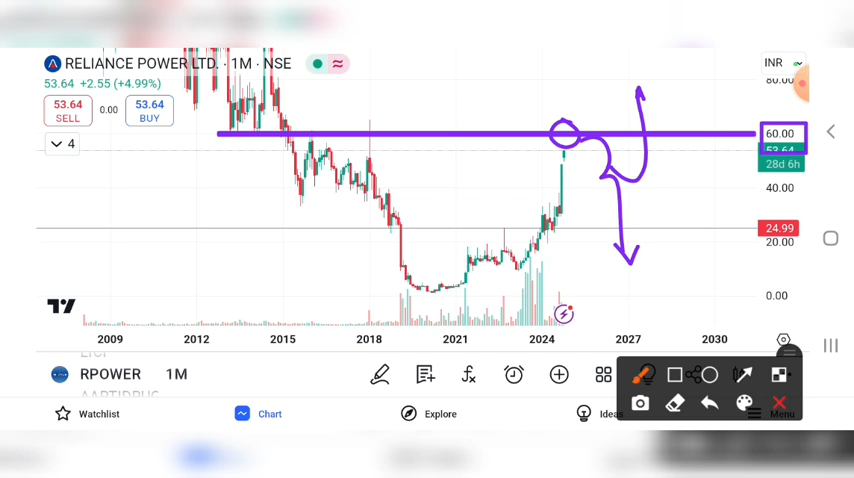 RELIANCE POWER LTD. · 1M · NSE
INR
53.64 +2.55 (+4.99%)
80.00
53.64
SELL
0.00
53.64
BUY
4
60.00
53.64
28d 6h
40.00
24.99
20.00
0.00
2009
2012
2015
2018
2021
2024
2027
2030
RPOWER 1M
Watchlist
Chart
Explore
Ideas
Menu